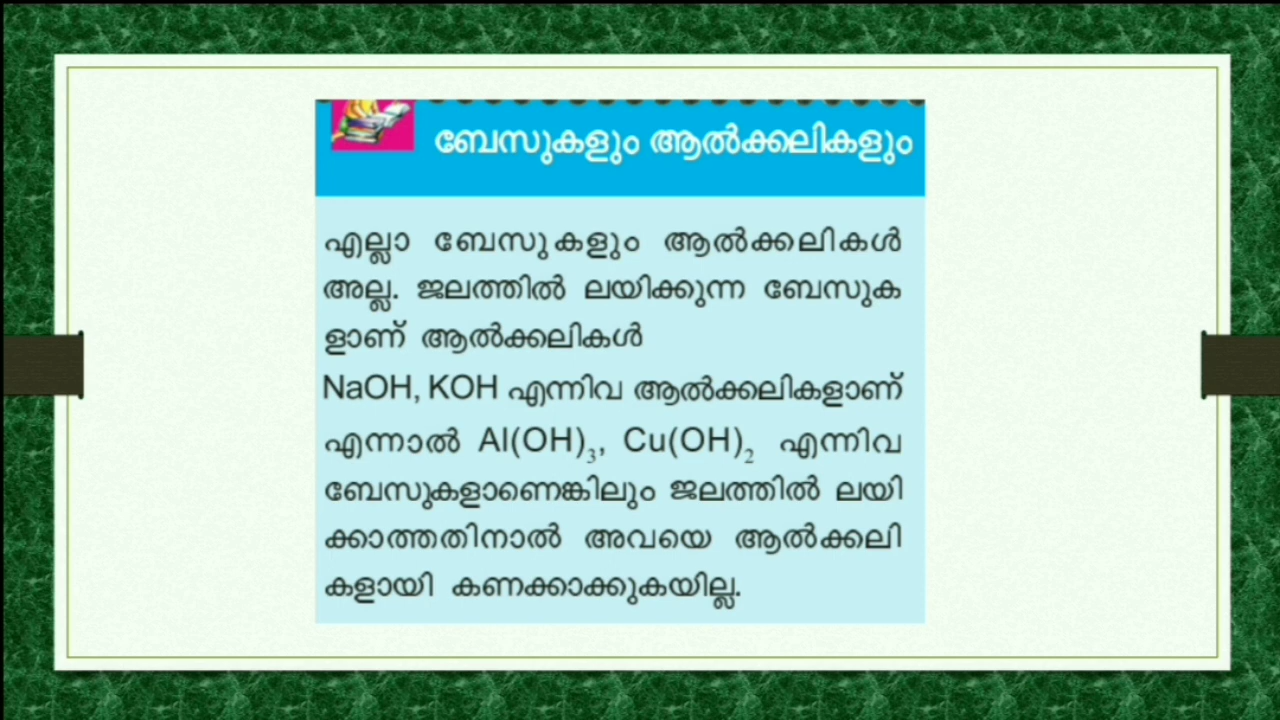 ബേസുകളും ആൽക്കലികളും
എല്ലാ ബേസുകളും ആൽക്കലികൾ
അല്ല. ജലത്തിൽ ലയിക്കുന്ന ബേസുക
ളാണ് ആൽക്കലികൾ
NaOH, KOH എന്നിവ ആൽക്കലികളാണ്
എന്നാൽ Al(OH)₃, Cu(OH)₂ എന്നിവ
ബേസുകളാണെങ്കിലും ജലത്തിൽ ലയി
ക്കാത്തതിനാൽ അവയെ ആൽക്കലി
കളായി കണക്കാക്കുകയില്ല.